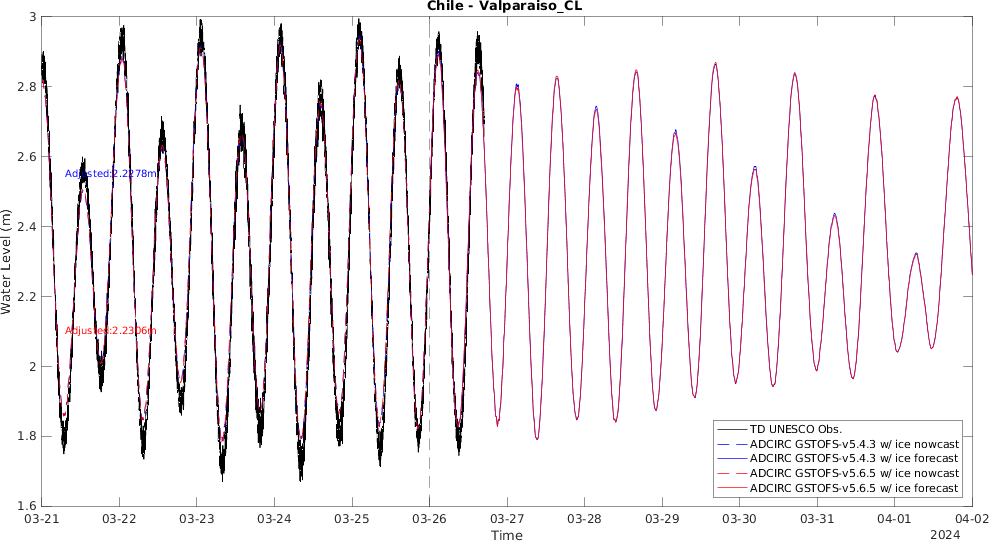 Chile - Valparaiso_CL
3
2.8
2.6
2.4
2.2
2
1.8
1.6
Water Level (m)
Adjusted:2.2278m
Adjusted:2.2306m
TD UNESCO Obs.
ADCIRC GSTOFS-v5.4.3 w/ ice nowcast
ADCIRC GSTOFS-v5.4.3 w/ ice forecast
ADCIRC GSTOFS-v5.6.5 w/ ice nowcast
ADCIRC GSTOFS-v5.6.5 w/ ice forecast
03-21 03-22 03-23 03-24 03-25 03-26 03-27 03-28 03-29 03-30 03-31 04-01 04-02
Time
2024